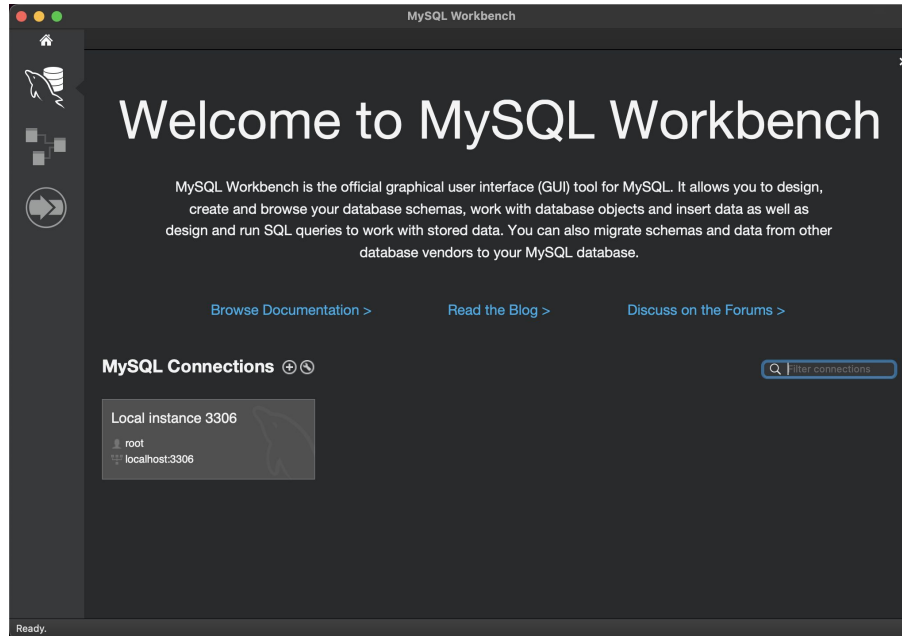 MySQL Workbench
Welcome to MySQL Workbench
MySQL Workbench is the official graphical user interface (GUI) tool for MySQL. It allows you to design,
create and browse your database schemas, work with database objects and insert data as well as
design and run SQL queries to work with stored data. You can also migrate schemas and data from other
database vendors to your MySQL database.
Browse Documentation >
Read the Blog >
Discuss on the Forums >
MySQL Connections
Filter connections
Local instance 3306
root
localhost:3306
Ready.